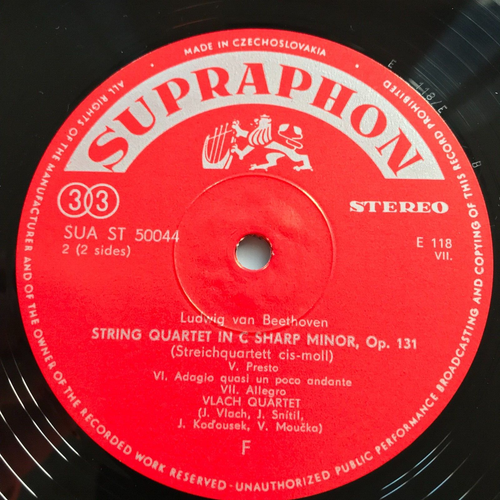 MADE IN CZECHOSLOVAKIA
ALL RIGHTS OF THE MANUFACTURER AND OF THE OWNER OF THE RECORDED WORK RESERVED - UNAUTHORIZED PUBLIC PERFORMANCE BROADCASTING AND COPYING OF THIS RECORD PROHIBITED
SUPRAPHON
33
STEREO
SUA ST 50044
2 (2 sides)
E 118
VII.
Ludwig van Beethoven
STRING QUARTET IN C SHARP MINOR, Op. 131
(Streichquartett cis-moll)
V. Presto
VI. Adagio quasi un poco andante
VII. Allegro
VLACH QUARTET
(J. Vlach, J. Snítil,
J. Koďousek, V. Moučka)
F